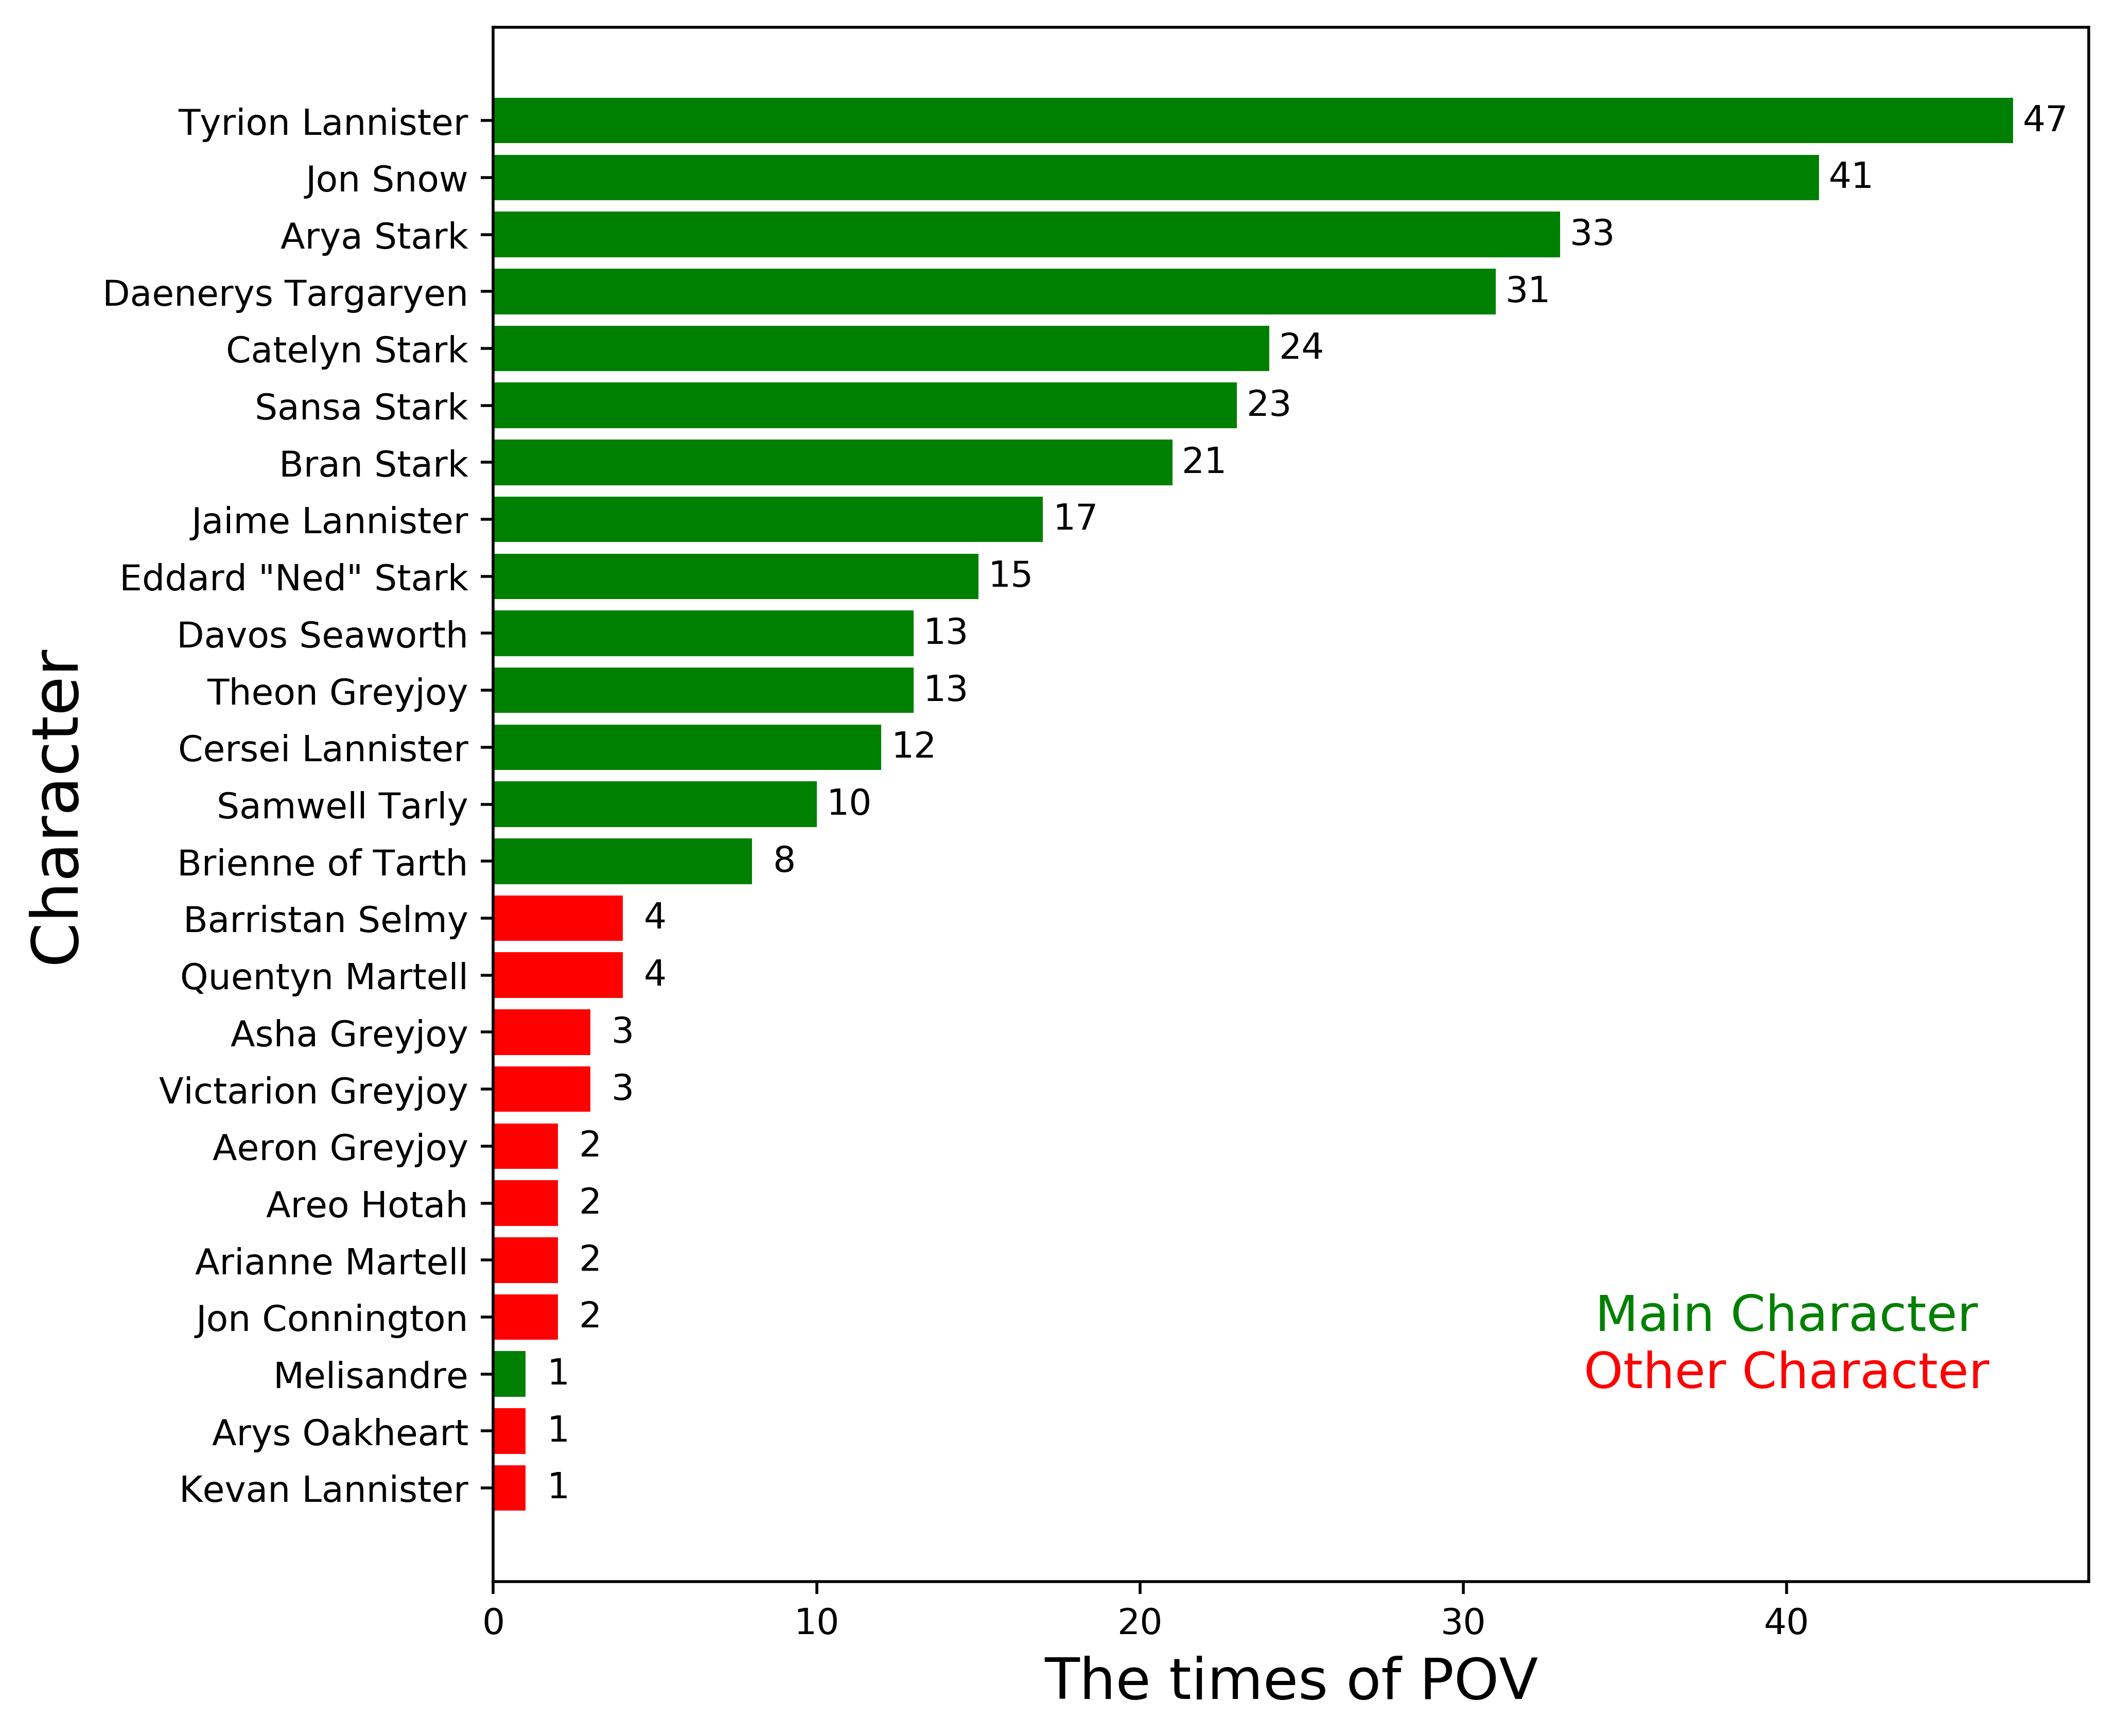 Tyrion Lannister 47
Jon Snow 41
Arya Stark 33
Daenerys Targaryen 31
Catelyn Stark 24
Sansa Stark 23
Bran Stark 21
Jaime Lannister 17
Eddard "Ned" Stark 15
Davos Seaworth 13
Theon Greyjoy 13
Cersei Lannister 12
Samwell Tarly 10
Brienne of Tarth 8
Barristan Selmy 4
Quentyn Martell 4
Asha Greyjoy 3
Victarion Greyjoy 3
Aeron Greyjoy 2
Areo Hotah 2
Arianne Martell 2
Jon Connington 2
Melisandre 1
Arys Oakheart 1
Kevan Lannister 1
Main Character
Other Character
0 10 20 30 40
The times of POV
Character